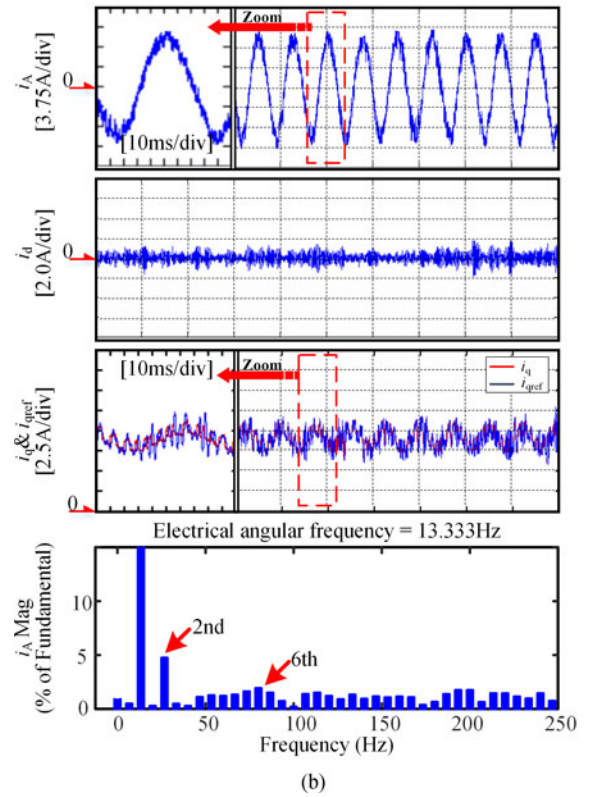 Zoom
i_A
[3.75A/div]
0
[10ms/div]
i_d
[2.0A/div]
0
Zoom
[10ms/div]
i_q
i_qref
i_q& i_qref
[2.5A/div]
0
Electrical angular frequency = 13.333Hz
i_A Mag
(% of Fundamental)
10
5
0
2nd
6th
0 50 100 150 200 250
Frequency (Hz)
(b)